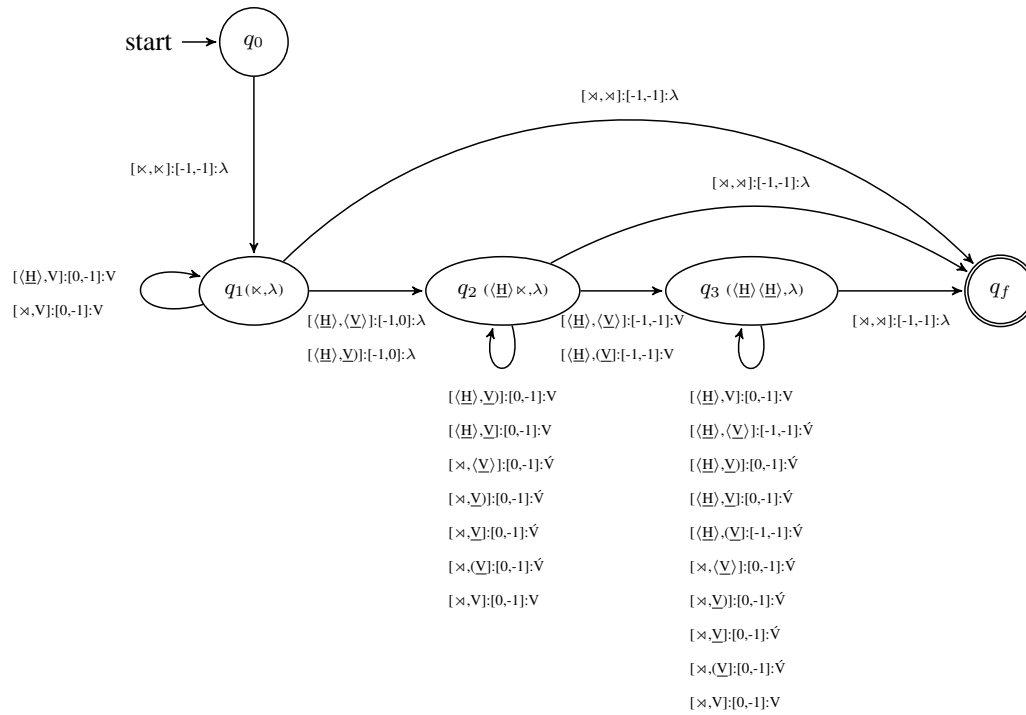 start
q₀
[⋊,⋊]:[-1,-1]:λ
[⋊,⋊]:[-1,-1]:λ
[⋉,⋉]:[-1,-1]:λ
[⟨H̲⟩,V]:[0,-1]:V
[⋊,V]:[0,-1]:V
q₁(⋉,λ)
q₂ (⟨H̲⟩⋉,λ)
q₃ (⟨H̲⟩⟨H̲⟩,λ)
q_f
[⟨H̲⟩,⟨V̲⟩]:[-1,0]:λ
[⟨H̲⟩,V̲)]:[-1,0]:λ
[⟨H̲⟩,⟨V̲⟩]:[-1,-1]:V
[⟨H̲⟩,(V̲]:[-1,-1]:V
[⋊,⋊]:[-1,-1]:λ
[⟨H̲⟩,V̲)]:[0,-1]:V
[⟨H̲⟩,V̲]:[0,-1]:V
[⋊,⟨V̲⟩]:[0,-1]:V́
[⋊,V̲)]:[0,-1]:V́
[⋊,V̲]:[0,-1]:V́
[⋊,(V̲]:[0,-1]:V́
[⋊,V]:[0,-1]:V
[⟨H̲⟩,V]:[0,-1]:V
[⟨H̲⟩,⟨V̲⟩]:[-1,-1]:V́
[⟨H̲⟩,V̲)]:[0,-1]:V́
[⟨H̲⟩,V̲]:[0,-1]:V́
[⟨H̲⟩,(V̲]:[-1,-1]:V́
[⋊,⟨V̲⟩]:[0,-1]:V́
[⋊,V̲)]:[0,-1]:V́
[⋊,V̲]:[0,-1]:V́
[⋊,(V̲]:[0,-1]:V́
[⋊,V]:[0,-1]:V